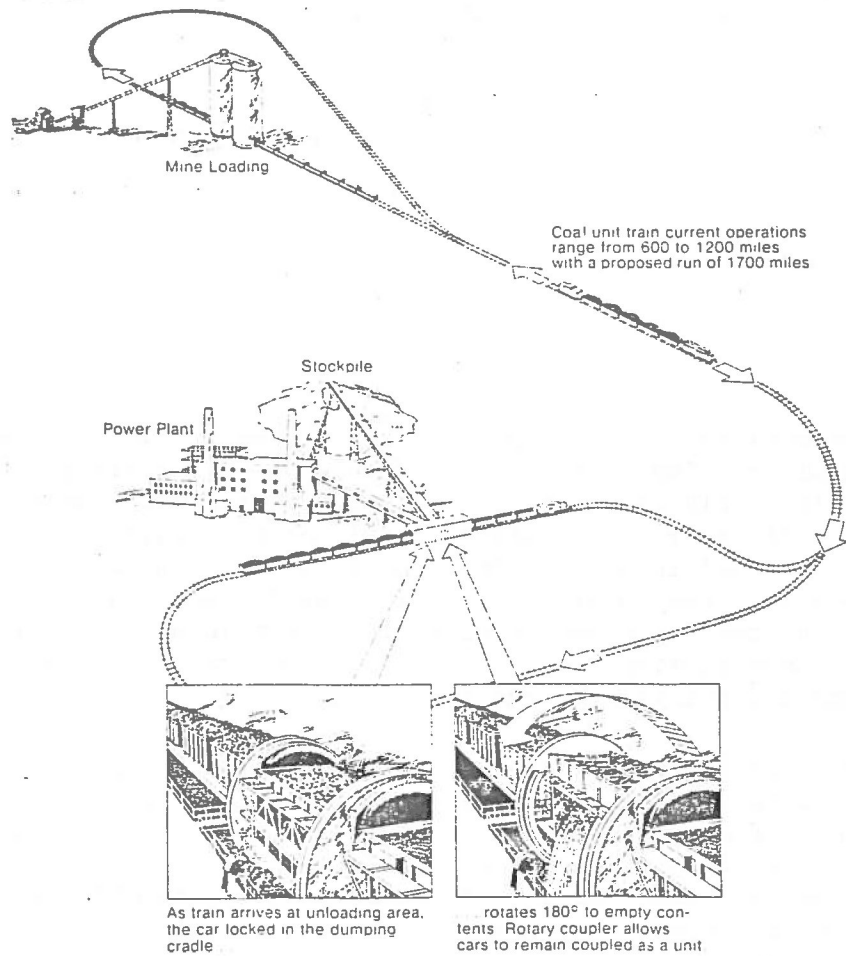 Mine Loading
Coal unit train current operations
range from 600 to 1200 miles
with a proposed run of 1700 miles
Stockpile
Power Plant
As train arrives at unloading area,
the car locked in the dumping
cradle
... rotates 180° to empty con-
tents Rotary coupler allows
cars to remain coupled as a unit